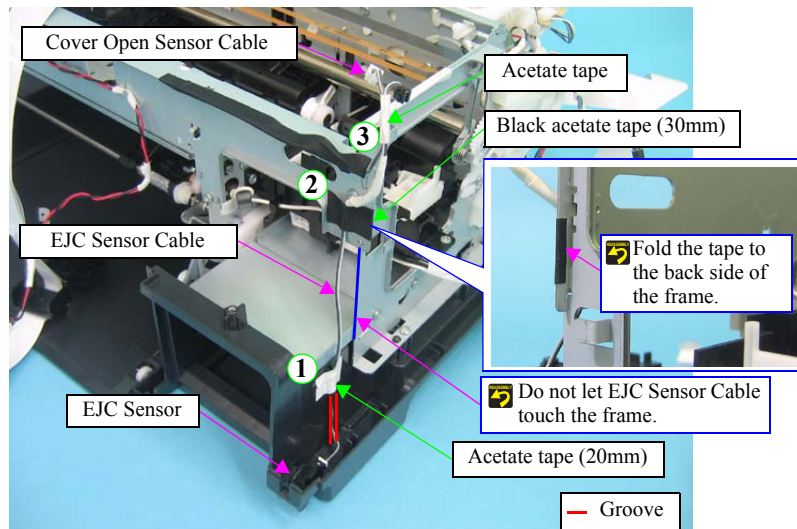 Cover Open Sensor Cable
Acetate tape
3
Black acetate tape (30mm)
2
EJC Sensor Cable
REASSEMBLY
Fold the tape to
the back side of
the frame.
1
REASSEMBLY
Do not let EJC Sensor Cable
touch the frame.
EJC Sensor
Acetate tape (20mm)
Groove